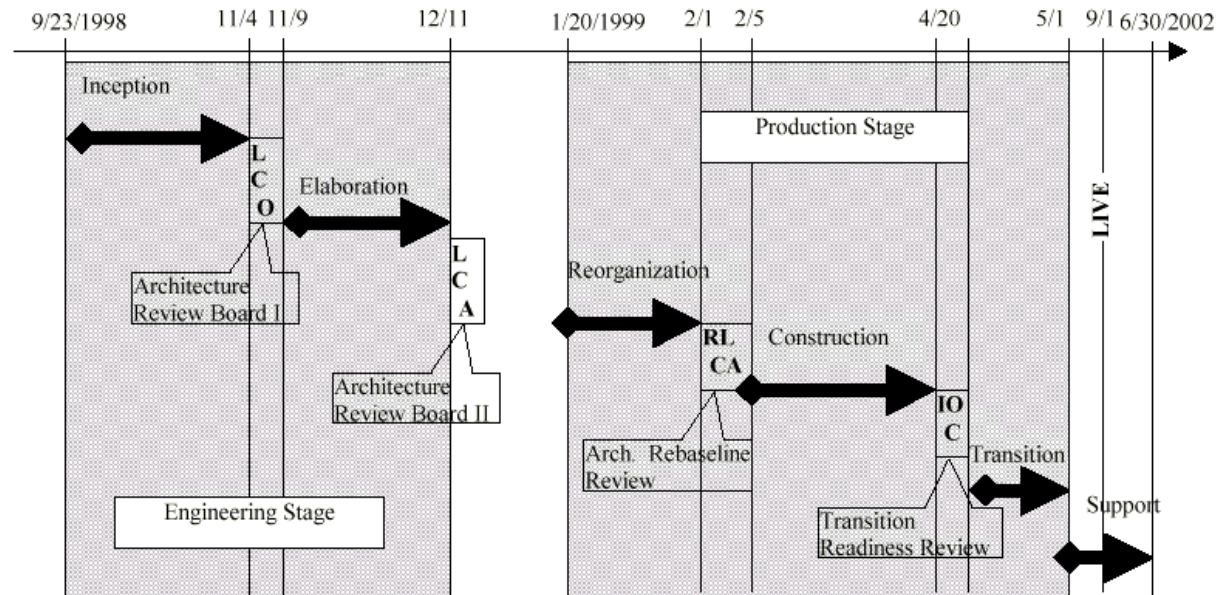 9/23/1998
11/4
11/9
12/11
1/20/1999
2/1
2/5
4/20
5/1
9/1
6/30/2002
Inception
Production Stage
L
C
O
Elaboration
LIVE
L
C
A
Architecture
Review Board I
Reorganization
RL
CA
Construction
Architecture
Review Board II
IO
C
Arch. Rebaseline
Review
Transition
Engineering Stage
Support
Transition
Readiness Review